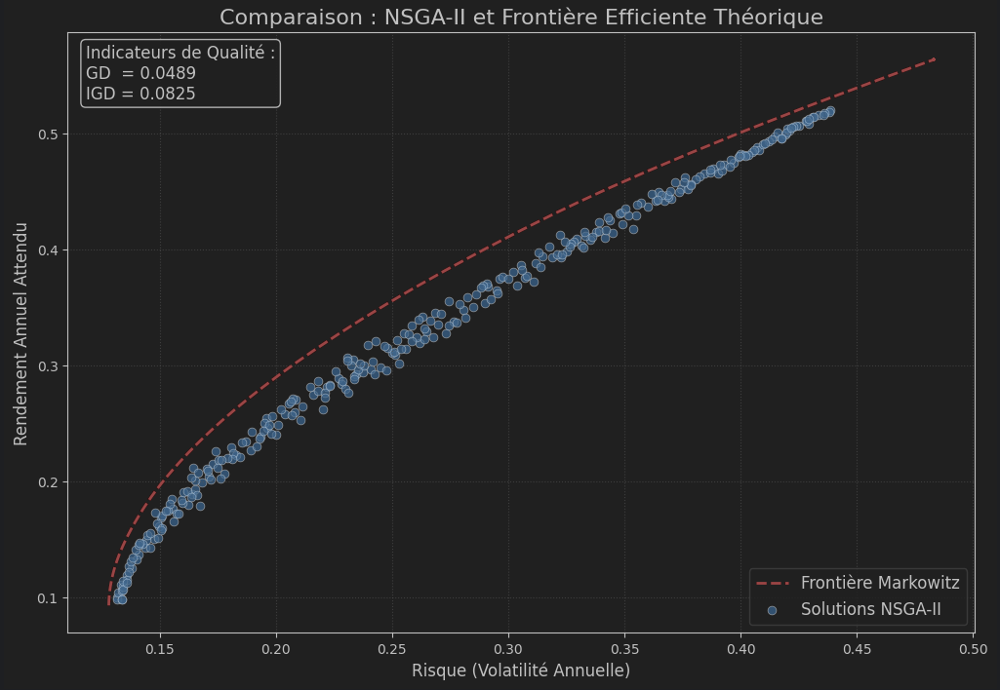 Comparaison : NSGA-II et Frontière Efficiente Théorique
Indicateurs de Qualité :
GD = 0.0489
IGD = 0.0825
Rendement Annuel Attendu
0.5
0.4
0.3
0.2
0.1
Frontière Markowitz
Solutions NSGA-II
0.15 0.20 0.25 0.30 0.35 0.40 0.45 0.50
Risque (Volatilité Annuelle)